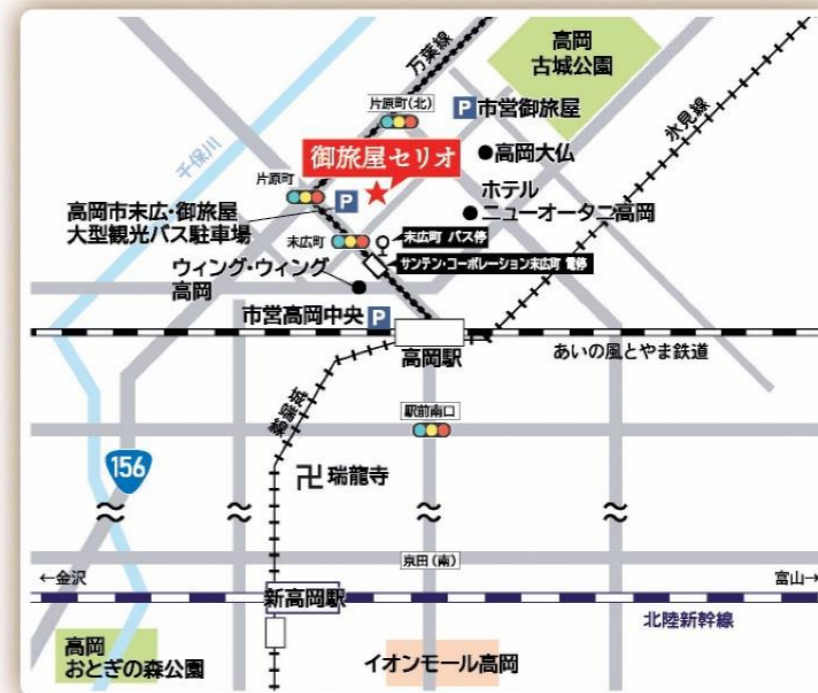 高岡
古城公園
万葉線
氷見線
片原町(北)
P 市営御旅屋
千保川
御旅屋セリオ
●高岡大仏
片原町
P
ホテル
●ニューオータニ高岡
高岡市末広・御旅屋
大型観光バス駐車場
末広町
末広町 バス停
サンテン・コーポレーション末広町 電停
ウィング・ウィング
高岡
市営高岡中央 P
高岡駅
あいの風とやま鉄道
城端線
駅前南口
156
卍 瑞龍寺
京田(南)
←金沢
富山→
新高岡駅
北陸新幹線
高岡
おとぎの森公園
イオンモール高岡